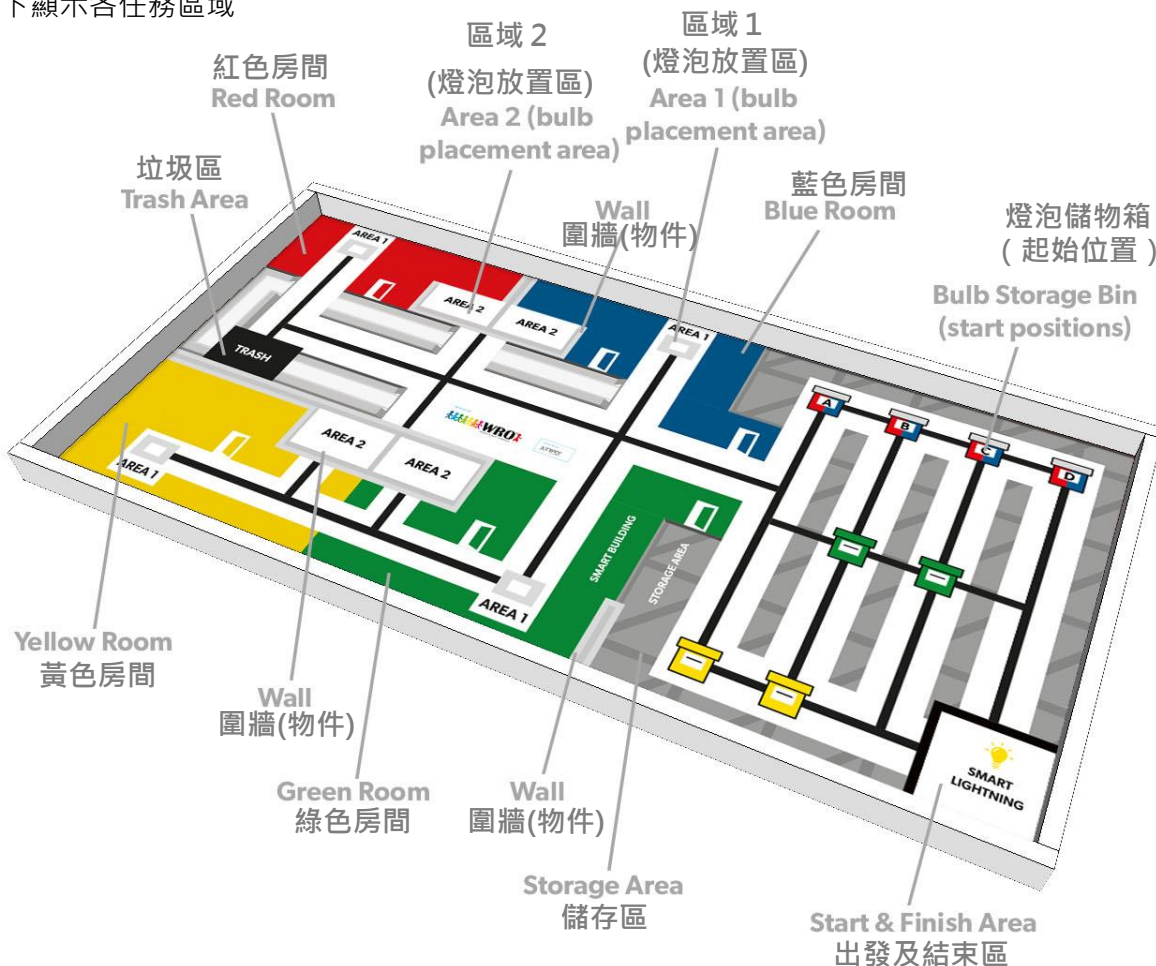 下顯示各任務區域
區域 2
(燈泡放置區)
Area 2 (bulb
placement area)
區域 1
(燈泡放置區)
Area 1 (bulb
placement area)
紅色房間
Red Room
垃圾區
Trash Area
Wall
圍牆(物件)
藍色房間
Blue Room
燈泡儲物箱
( 起始位置 )
Bulb Storage Bin
(start positions)
AREA 1
AREA 2
AREA 2
AREA 1
TRASH
A
B
C
D
WRO
AREA 2
AREA 2
AREA 1
SMART BUILDING
STORAGE AREA
AREA 1
SMART
LIGHTNING
Yellow Room
黃色房間
Wall
圍牆(物件)
Green Room
綠色房間
Wall
圍牆(物件)
Storage Area
儲存區
Start & Finish Area
出發及結束區